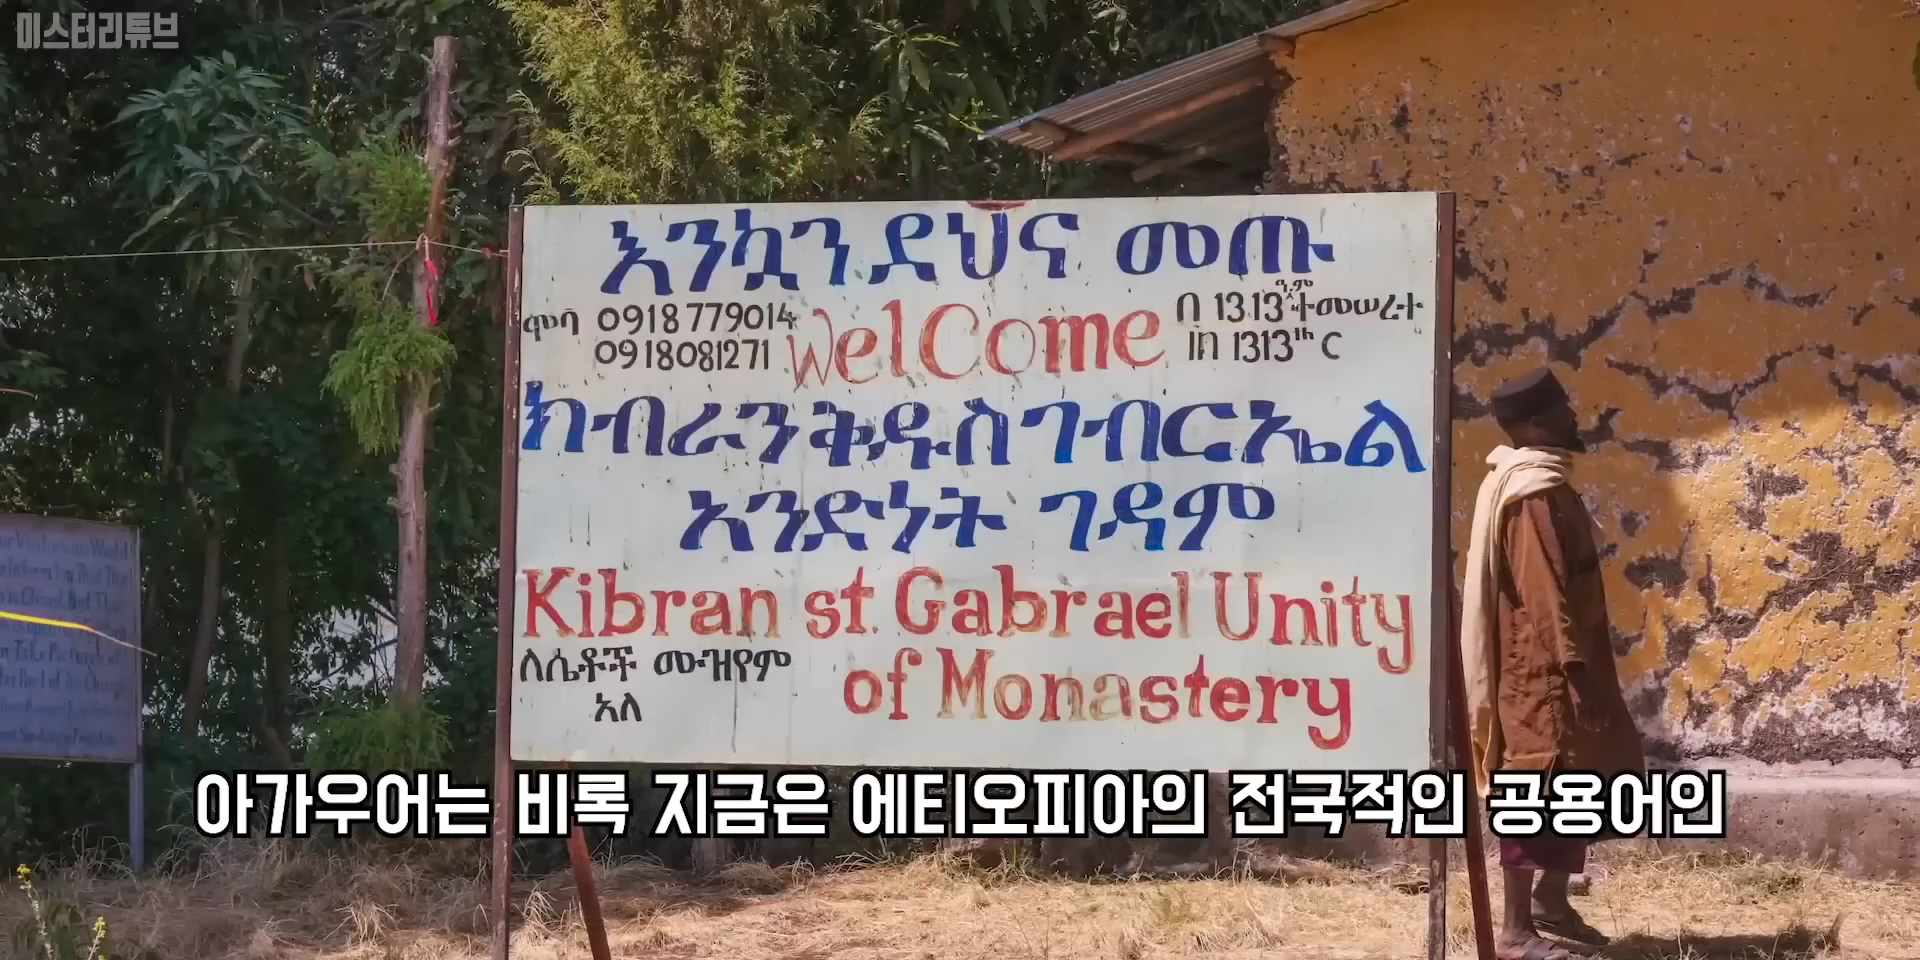 미스터리튜브
እንኳን ደህና መጡ
ሞባ 0918779014
0918081271
Welcome
በ 1313 ዓ.ም ተመሠረተ
in 1313th C
ክብራን ቅዱስ ገብርኤል
አንድነት ገዳም
Kibran st. Gabrael Unity
of Monastery
ለሴቶች ሙዝየም
አለ
아가우어는 비록 지금은 에티오피아의 전국적인 공용어인